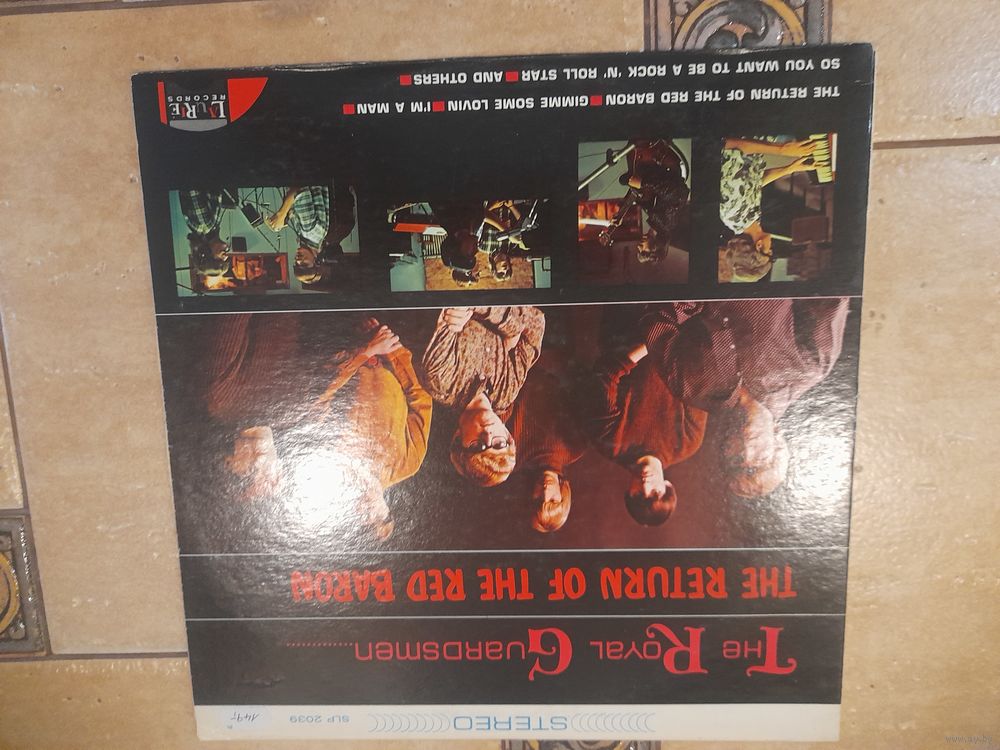 STEREO SLP 2039 149,-
THE ROYAL GUARDSMEN..............
THE RETURN OF THE RED BARON
THE RETURN OF THE RED BARON ■ GIMME SOME LOVIN ■ I'M A MAN ■
SO YOU WANT TO BE A ROCK 'N' ROLL STAR ■ AND OTHERS ■
LAURIE
RECORDS